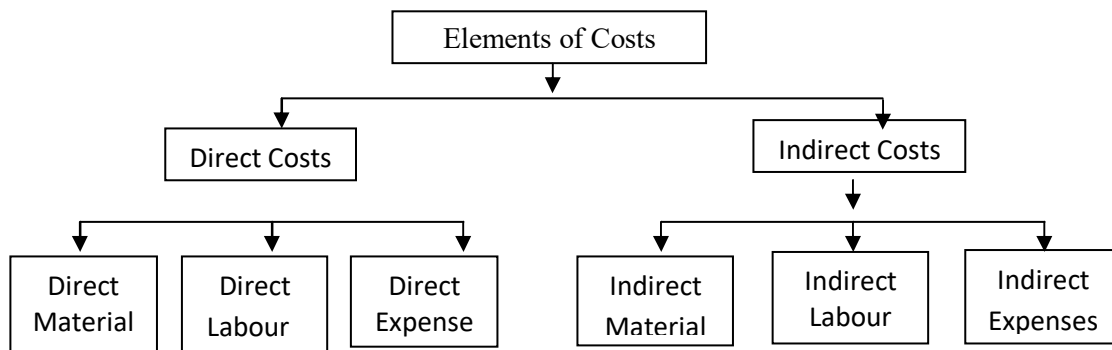 Elements of Costs
Direct Costs
Indirect Costs
Direct
Material
Direct
Labour
Direct
Expense
Indirect
Material
Indirect
Labour
Indirect
Expenses